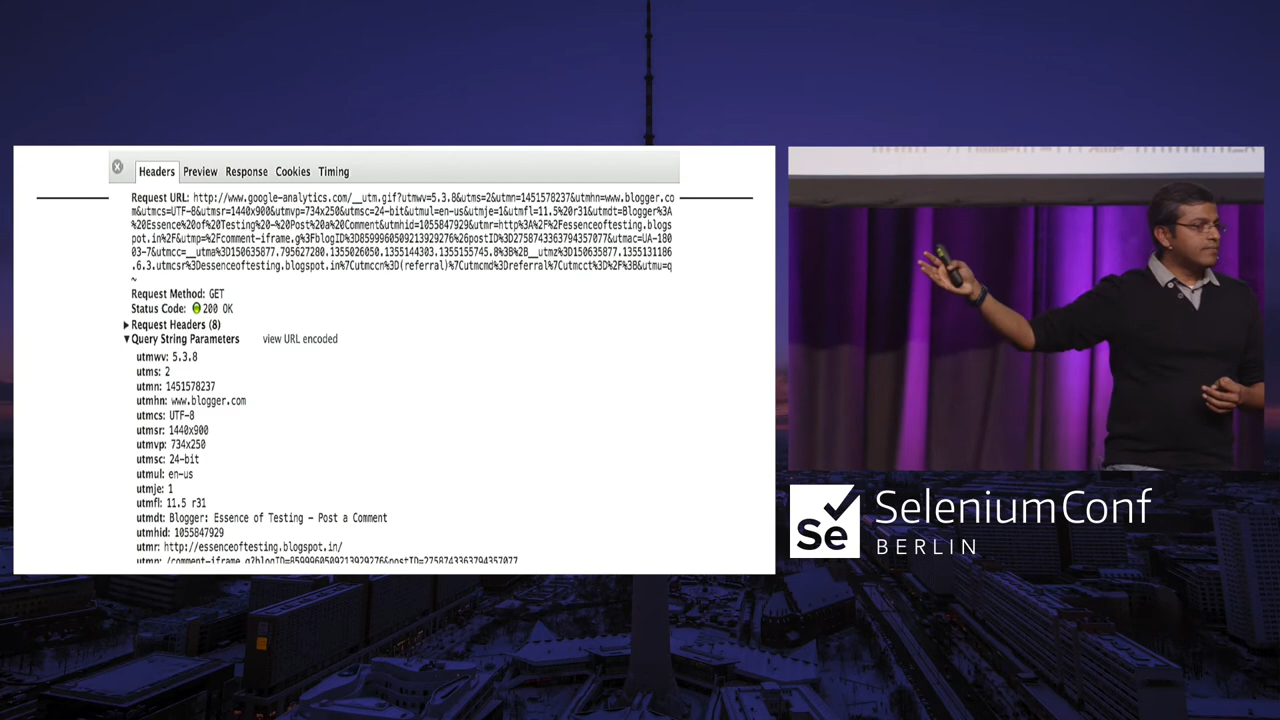 Headers Preview Response Cookies Timing
Request URL: http://www.google-analytics.com/__utm.gif?utmwv=5.3.8&utms=2&utmn=1451578237&utmhn=www.blogger.co
m&utmcs=UTF-8&utmsr=1440x900&utmvp=734x250&utmsc=24-bit&utmul=en-us&utmje=1&utmfl=11.5%20r31&utmdt=Blogger%3A
%20Essence%20of%20Testing%20-%20Post%20a%20Comment&utmhid=1055847929&utmr=http%3A%2F%2Fessenceoftesting.blogs
pot.in%2F&utmp=%2Fcomment-iframe.g%3FblogID%3D8599960509213929276%26postID%3D2758743363794357077&utmac=UA-180
03-7&utmcc=__utma%3D150635877.795627280.1355026050.1355144303.1355155745.8%3B%2B__utmz%3D150635877.1355131186
.6.3.utmcsr%3Dessenceoftesting.blogspot.in%7Cutmccn%3D(referral)%7Cutmcmd%3Dreferral%7Cutmcct%3D%2F%3B&utmu=q
~
Request Method: GET
Status Code: 200 OK
Request Headers (8)
Query String Parameters view URL encoded
utmwv: 5.3.8
utms: 2
utmn: 1451578237
utmhn: www.blogger.com
utmcs: UTF-8
utmsr: 1440x900
utmvp: 734x250
utmsc: 24-bit
utmul: en-us
utmje: 1
utmfl: 11.5 r31
utmdt: Blogger: Essence of Testing - Post a Comment
utmhid: 1055847929
utmr: http://essenceoftesting.blogspot.in/
utmp: /comment-iframe.g?blogID=8599960509213929276&postID=2758743363794357077
Se
SeleniumConf
BERLIN